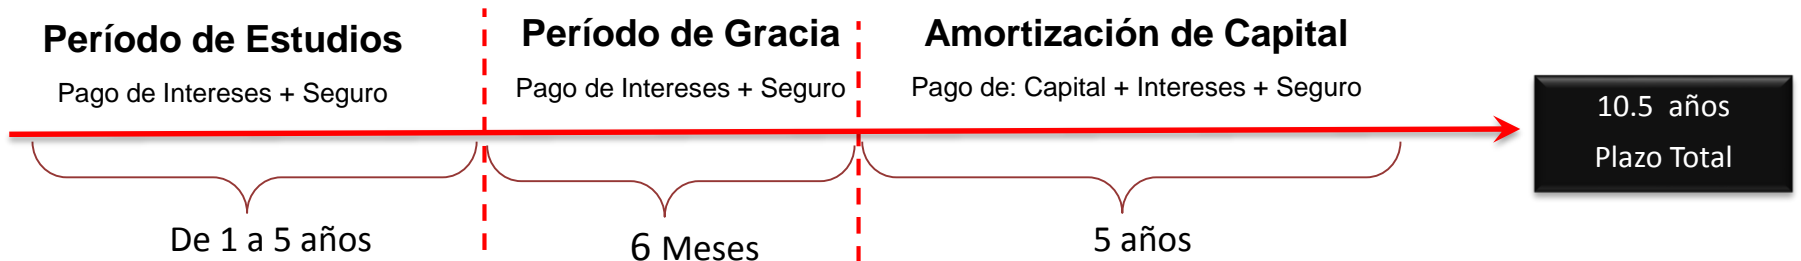 Período de Estudios
Pago de Intereses + Seguro
De 1 a 5 años
Período de Gracia
Pago de Intereses + Seguro
6 Meses
Amortización de Capital
Pago de: Capital + Intereses + Seguro
5 años
10.5 años
Plazo Total